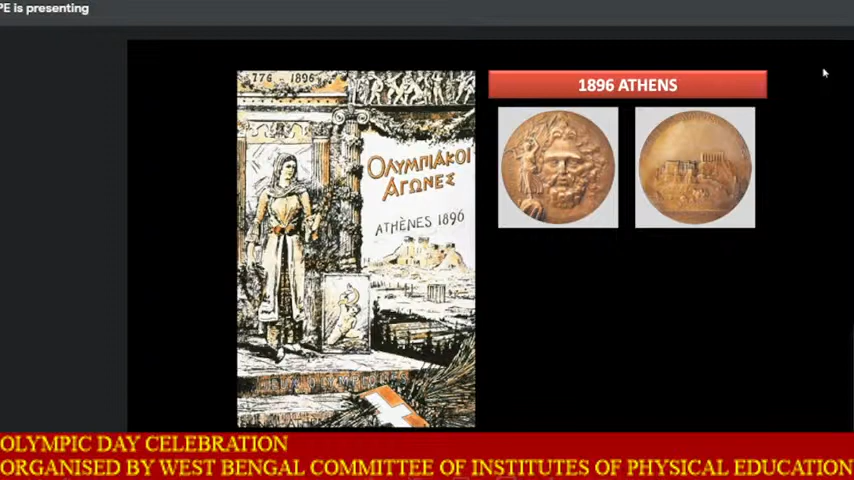 PE is presenting
776 - 1896
1896 ATHENS
ΟΛΥΜΠΙΑΚΟΙ
ΑΓΩΝΕΣ
ATHÈNES 1896
OLYMPIC DAY CELEBRATION
ORGANISED BY WEST BENGAL COMMITTEE OF INSTITUTES OF PHYSICAL EDUCATION